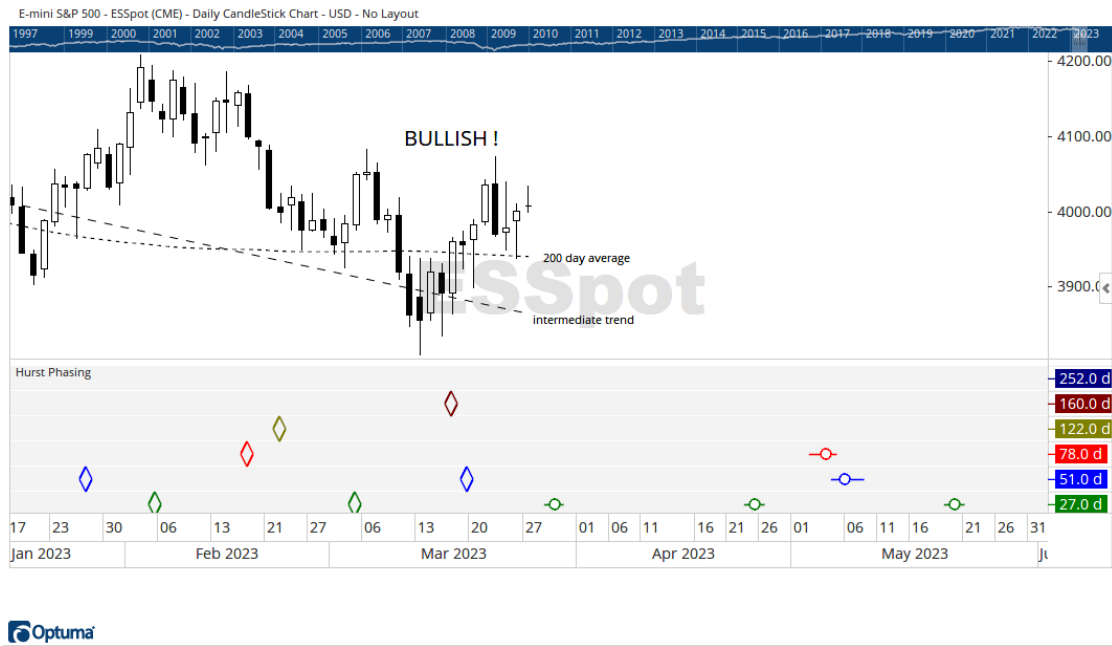 E-mini S&P 500 - ESSpot (CME) - Daily CandleStick Chart - USD - No Layout
1997 1999 2000 2001 2002 2003 2004 2005 2006 2007 2008 2009 2010 2011 2012 2013 2014 2015 2016 2017 2018 2019 2020 2021 2022 2023
4200.00
BULLISH !
4100.00
4000.00
200 day average
ESSpot
3900.0
intermediate trend
Hurst Phasing
252.0 d
160.0 d
122.0 d
78.0 d
51.0 d
27.0 d
17 23 30 06 13 21 27 06 13 20 27 01 06 11 16 21 26 01 06 11 16 21 26 31
Jan 2023 Feb 2023 Mar 2023 Apr 2023 May 2023
Optuma